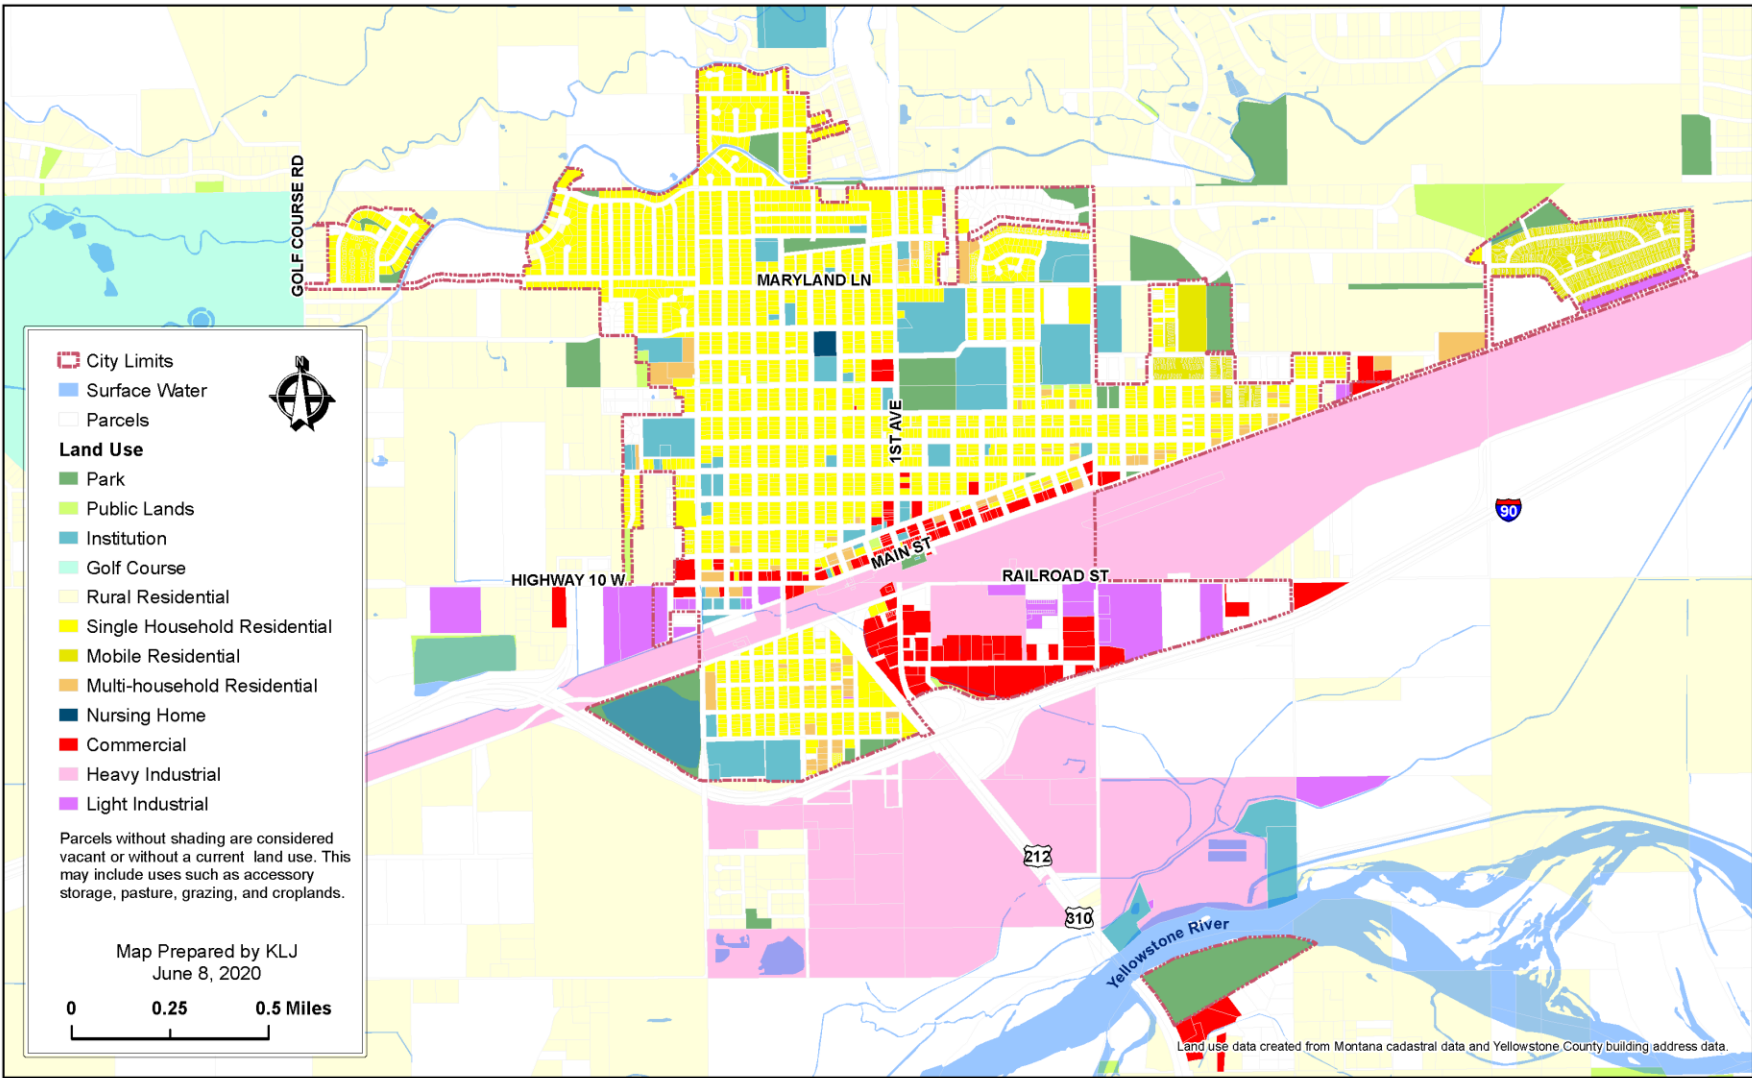 GOLF COURSE RD
MARYLAND LN
1ST AVE
MAIN ST
HIGHWAY 10 W
RAILROAD ST
90
212
310
Yellowstone River
City Limits
N
Surface Water
Parcels
Land Use
Park
Public Lands
Institution
Golf Course
Rural Residential
Single Household Residential
Mobile Residential
Multi-household Residential
Nursing Home
Commercial
Heavy Industrial
Light Industrial
Parcels without shading are considered
vacant or without a current land use. This
may include uses such as accessory
storage, pasture, grazing, and croplands.
Map Prepared by KLJ
June 8, 2020
0 0.25 0.5 Miles
Land use data created from Montana cadastral data and Yellowstone County building address data.